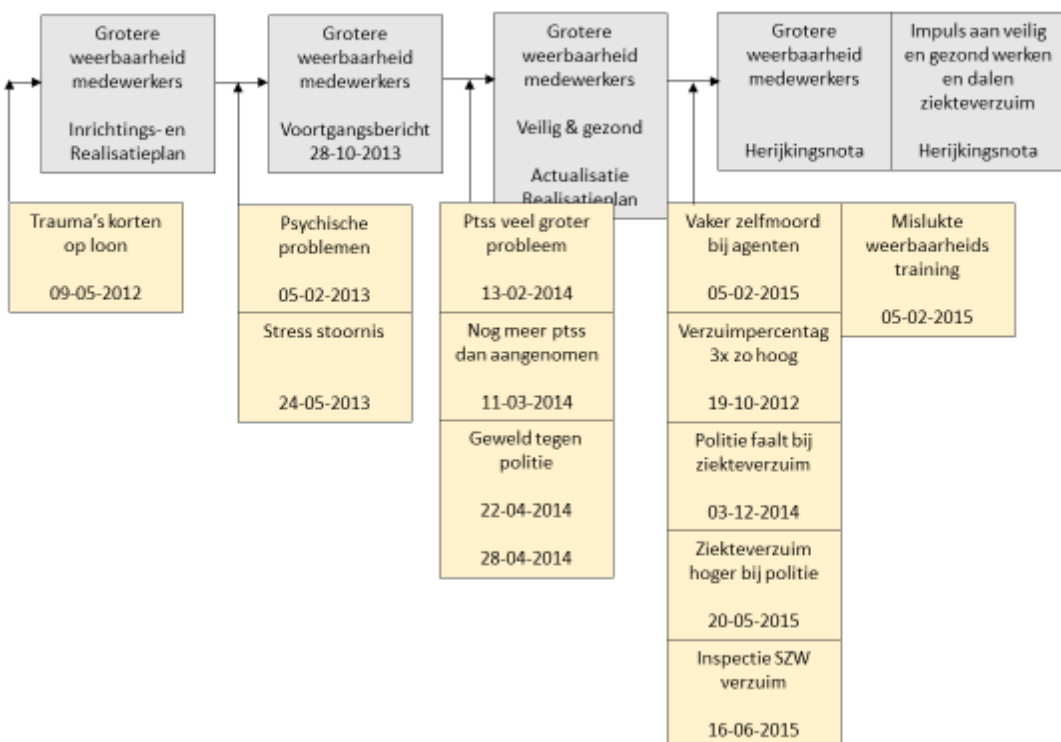 Grotere
weerbaarheid
medewerkers
Inrichtings- en
Realisatieplan
Grotere
weerbaarheid
medewerkers
Voortgangsbericht
28-10-2013
Grotere
weerbaarheid
medewerkers
Veilig & gezond
Actualisatie
Realisatieplan
Grotere
weerbaarheid
medewerkers
Herijkingsnota
Impuls aan veilig
en gezond werken
en dalen
ziekteverzuim
Herijkingsnota
Trauma's korten
op loon
09-05-2012
Psychische
problemen
05-02-2013
Stress stoornis
24-05-2013
Ptss veel groter
probleem
13-02-2014
Nog meer ptss
dan aangenomen
11-03-2014
Geweld tegen
politie
22-04-2014
28-04-2014
Vaker zelfmoord
bij agenten
05-02-2015
Verzuimpercentag
3x zo hoog
19-10-2012
Politie faalt bij
ziekteverzuim
03-12-2014
Ziekteverzuim
hoger bij politie
20-05-2015
Inspectie SZW
verzuim
16-06-2015
Mislukte
weerbaarheids
training
05-02-2015